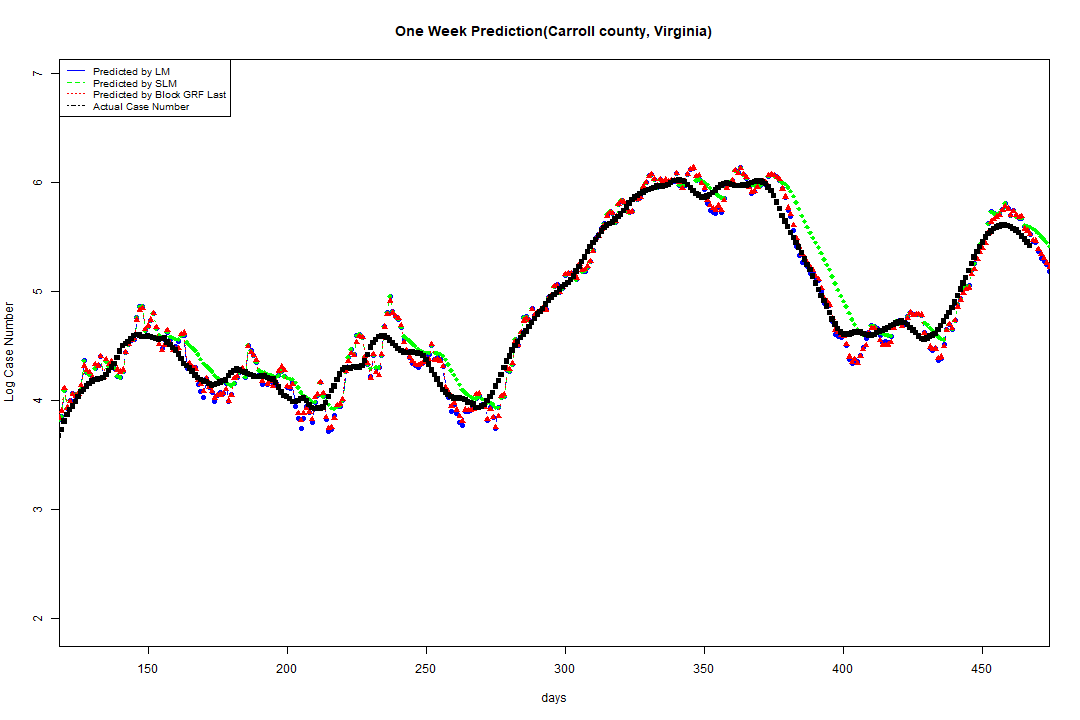 One Week Prediction(Carroll county, Virginia)
7
Predicted by LM
Predicted by SLM
Predicted by Block GRF Last
Actual Case Number
6
5
4
3
2
Log Case Number
150 200 250 300 350 400 450
days